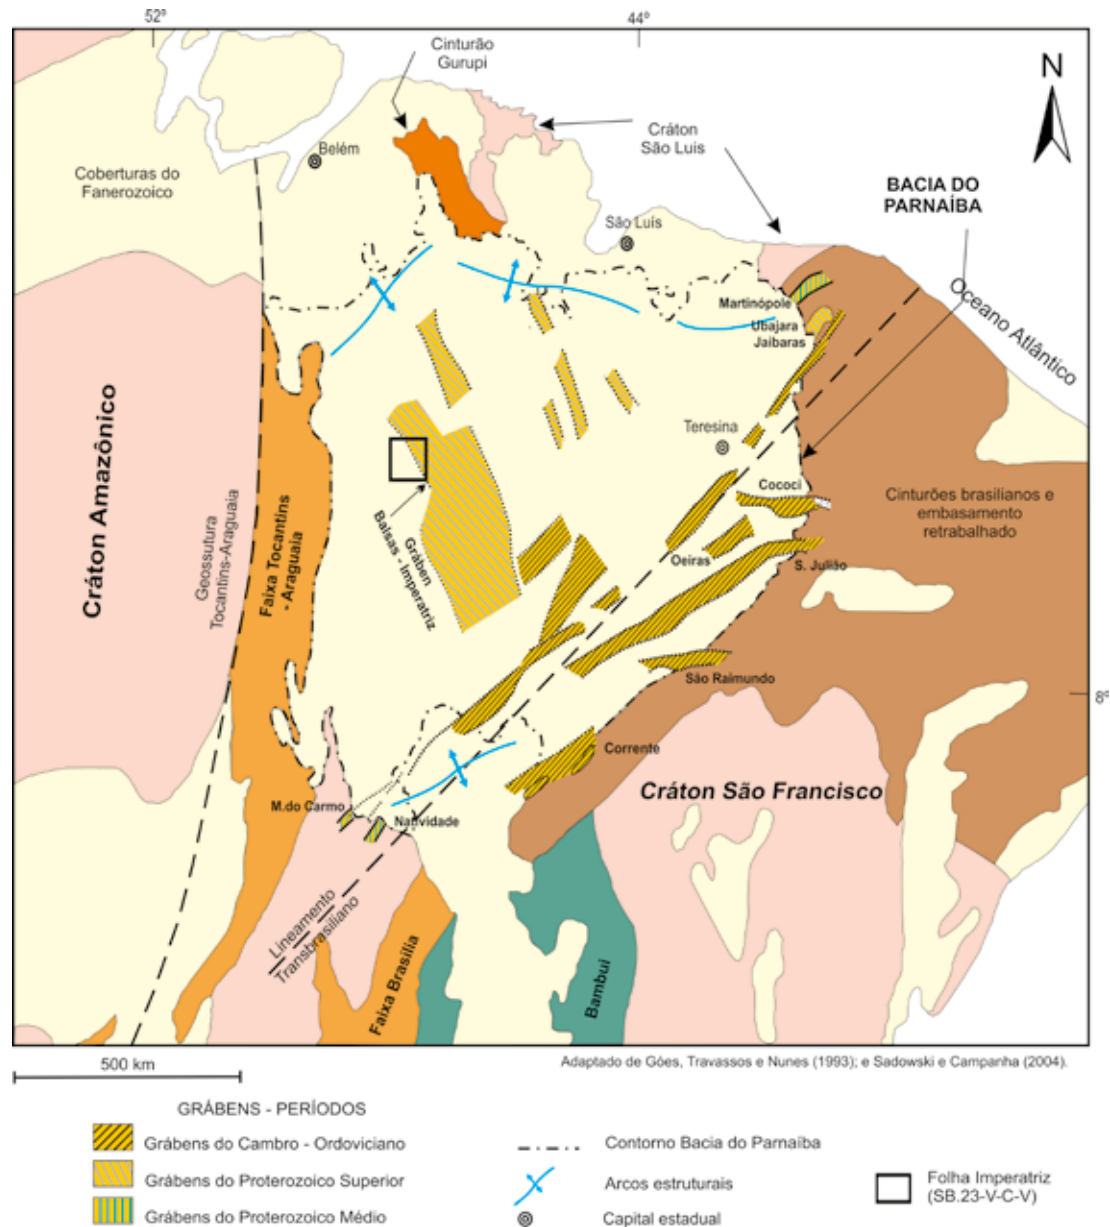 52º
44º
Cinturão
Gurupi
N
Cráton
São Luis
Belém
Coberturas do
Fanerozoico
BACIA DO
PARNAÍBA
São Luís
Oceano Atlântico
Martinópole
Ubajara
Jaibaras
Cráton Amazônico
Geossutura
Tocantins-Araguaia
Faixa Tocantins
- Araguaia
Teresina
Gráben
Balsas - Imperatriz
Cococi
Cinturões brasilianos e
embasamento
retrabalhado
Oeiras
S. Julião
São Raimundo
8º
Corrente
Cráton São Francisco
M.do Carmo
Natividade
Lineamento
Transbrasiliano
Faixa Brasília
Bambuí
500 km
Adaptado de Góes, Travassos e Nunes (1993); e Sadowski e Campanha (2004).
GRÁBENS - PERÍODOS
Grábens do Cambro - Ordoviciano
Grábens do Proterozoico Superior
Grábens do Proterozoico Médio
Contorno Bacia do Parnaíba
Arcos estruturais
Capital estadual
Folha Imperatriz
(SB.23-V-C-V)